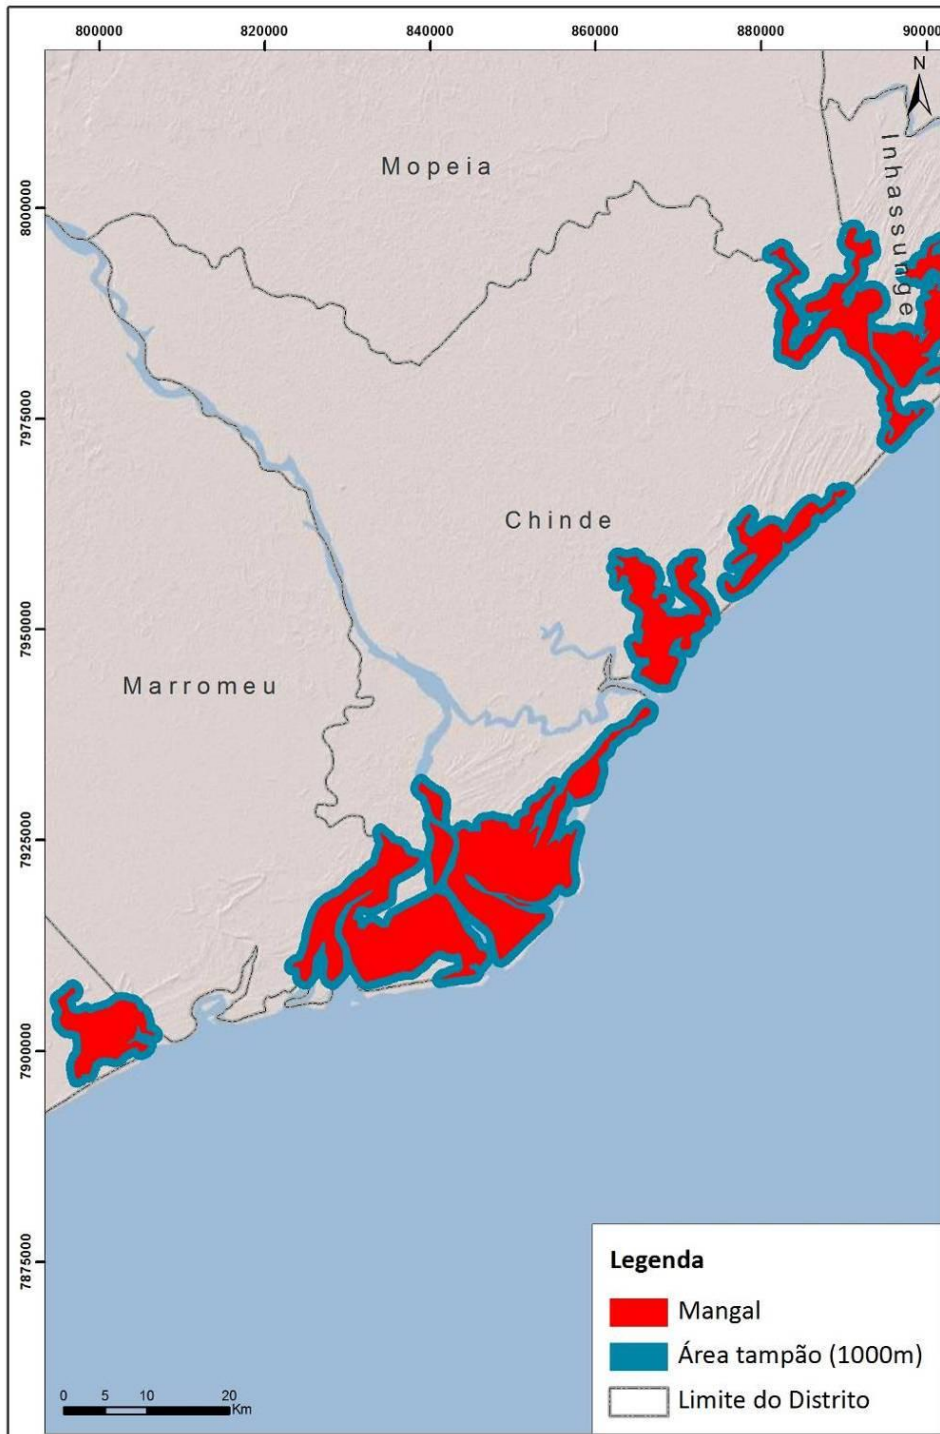 800000 820000 840000 860000 880000 90000
N
8000000
7975000
7950000
7925000
7900000
7875000
Mopeia
Inhassunge
Chinde
Marromeu
Legenda
Mangal
Área tampão (1000m)
Limite do Distrito
0 5 10 20
Km